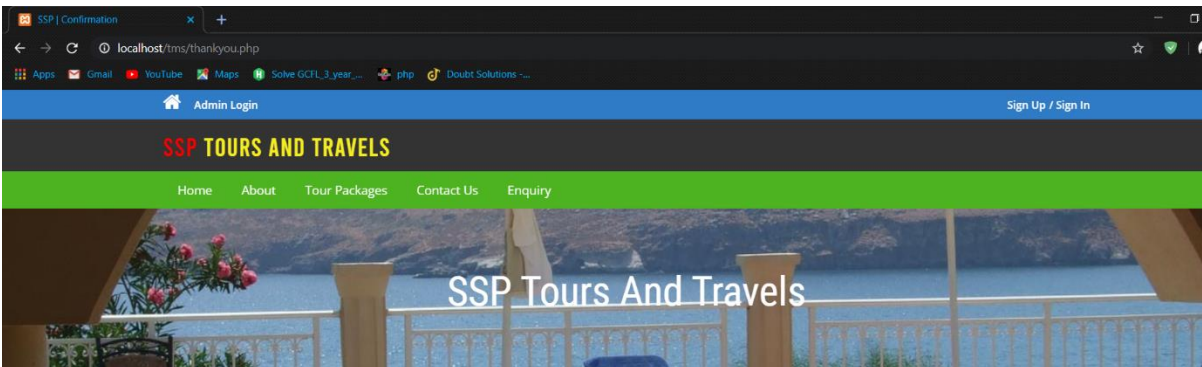 SSP | Confirmation
localhost/tms/thankyou.php
Apps Gmail YouTube Maps Solve GCFL_3_year_... php Doubt Solutions -...
Admin Login Sign Up / Sign In
SSP TOURS AND TRAVELS
Home About Tour Packages Contact Us Enquiry
SSP Tours And Travels